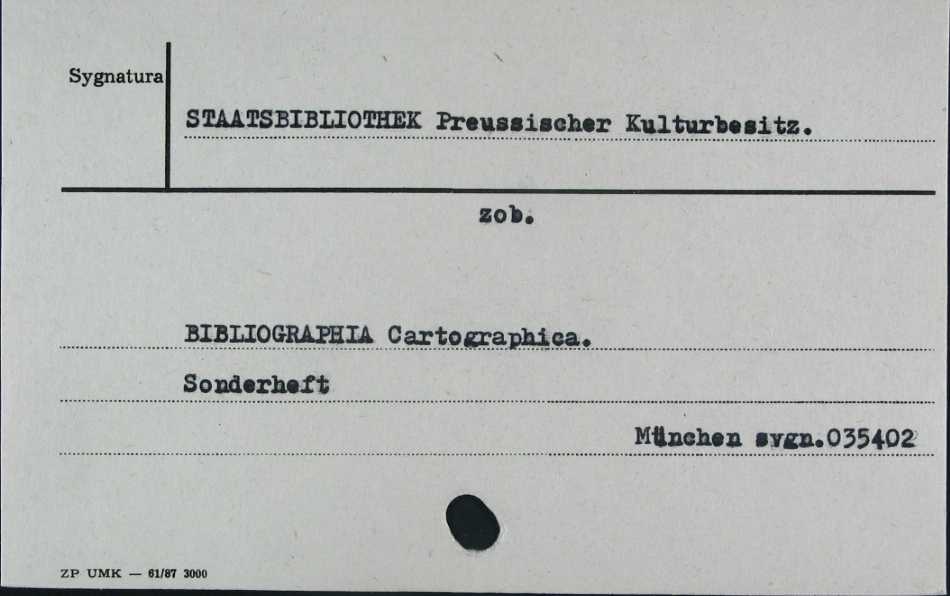 Sygnatura
STAATSBIBLIOTHEK Preussischer Kulturbesitz.
zob.
BIBLIOGRAPHIA Cartographica.
Sonderheft
München sygn.035402
ZP UMK — 61/87 3000